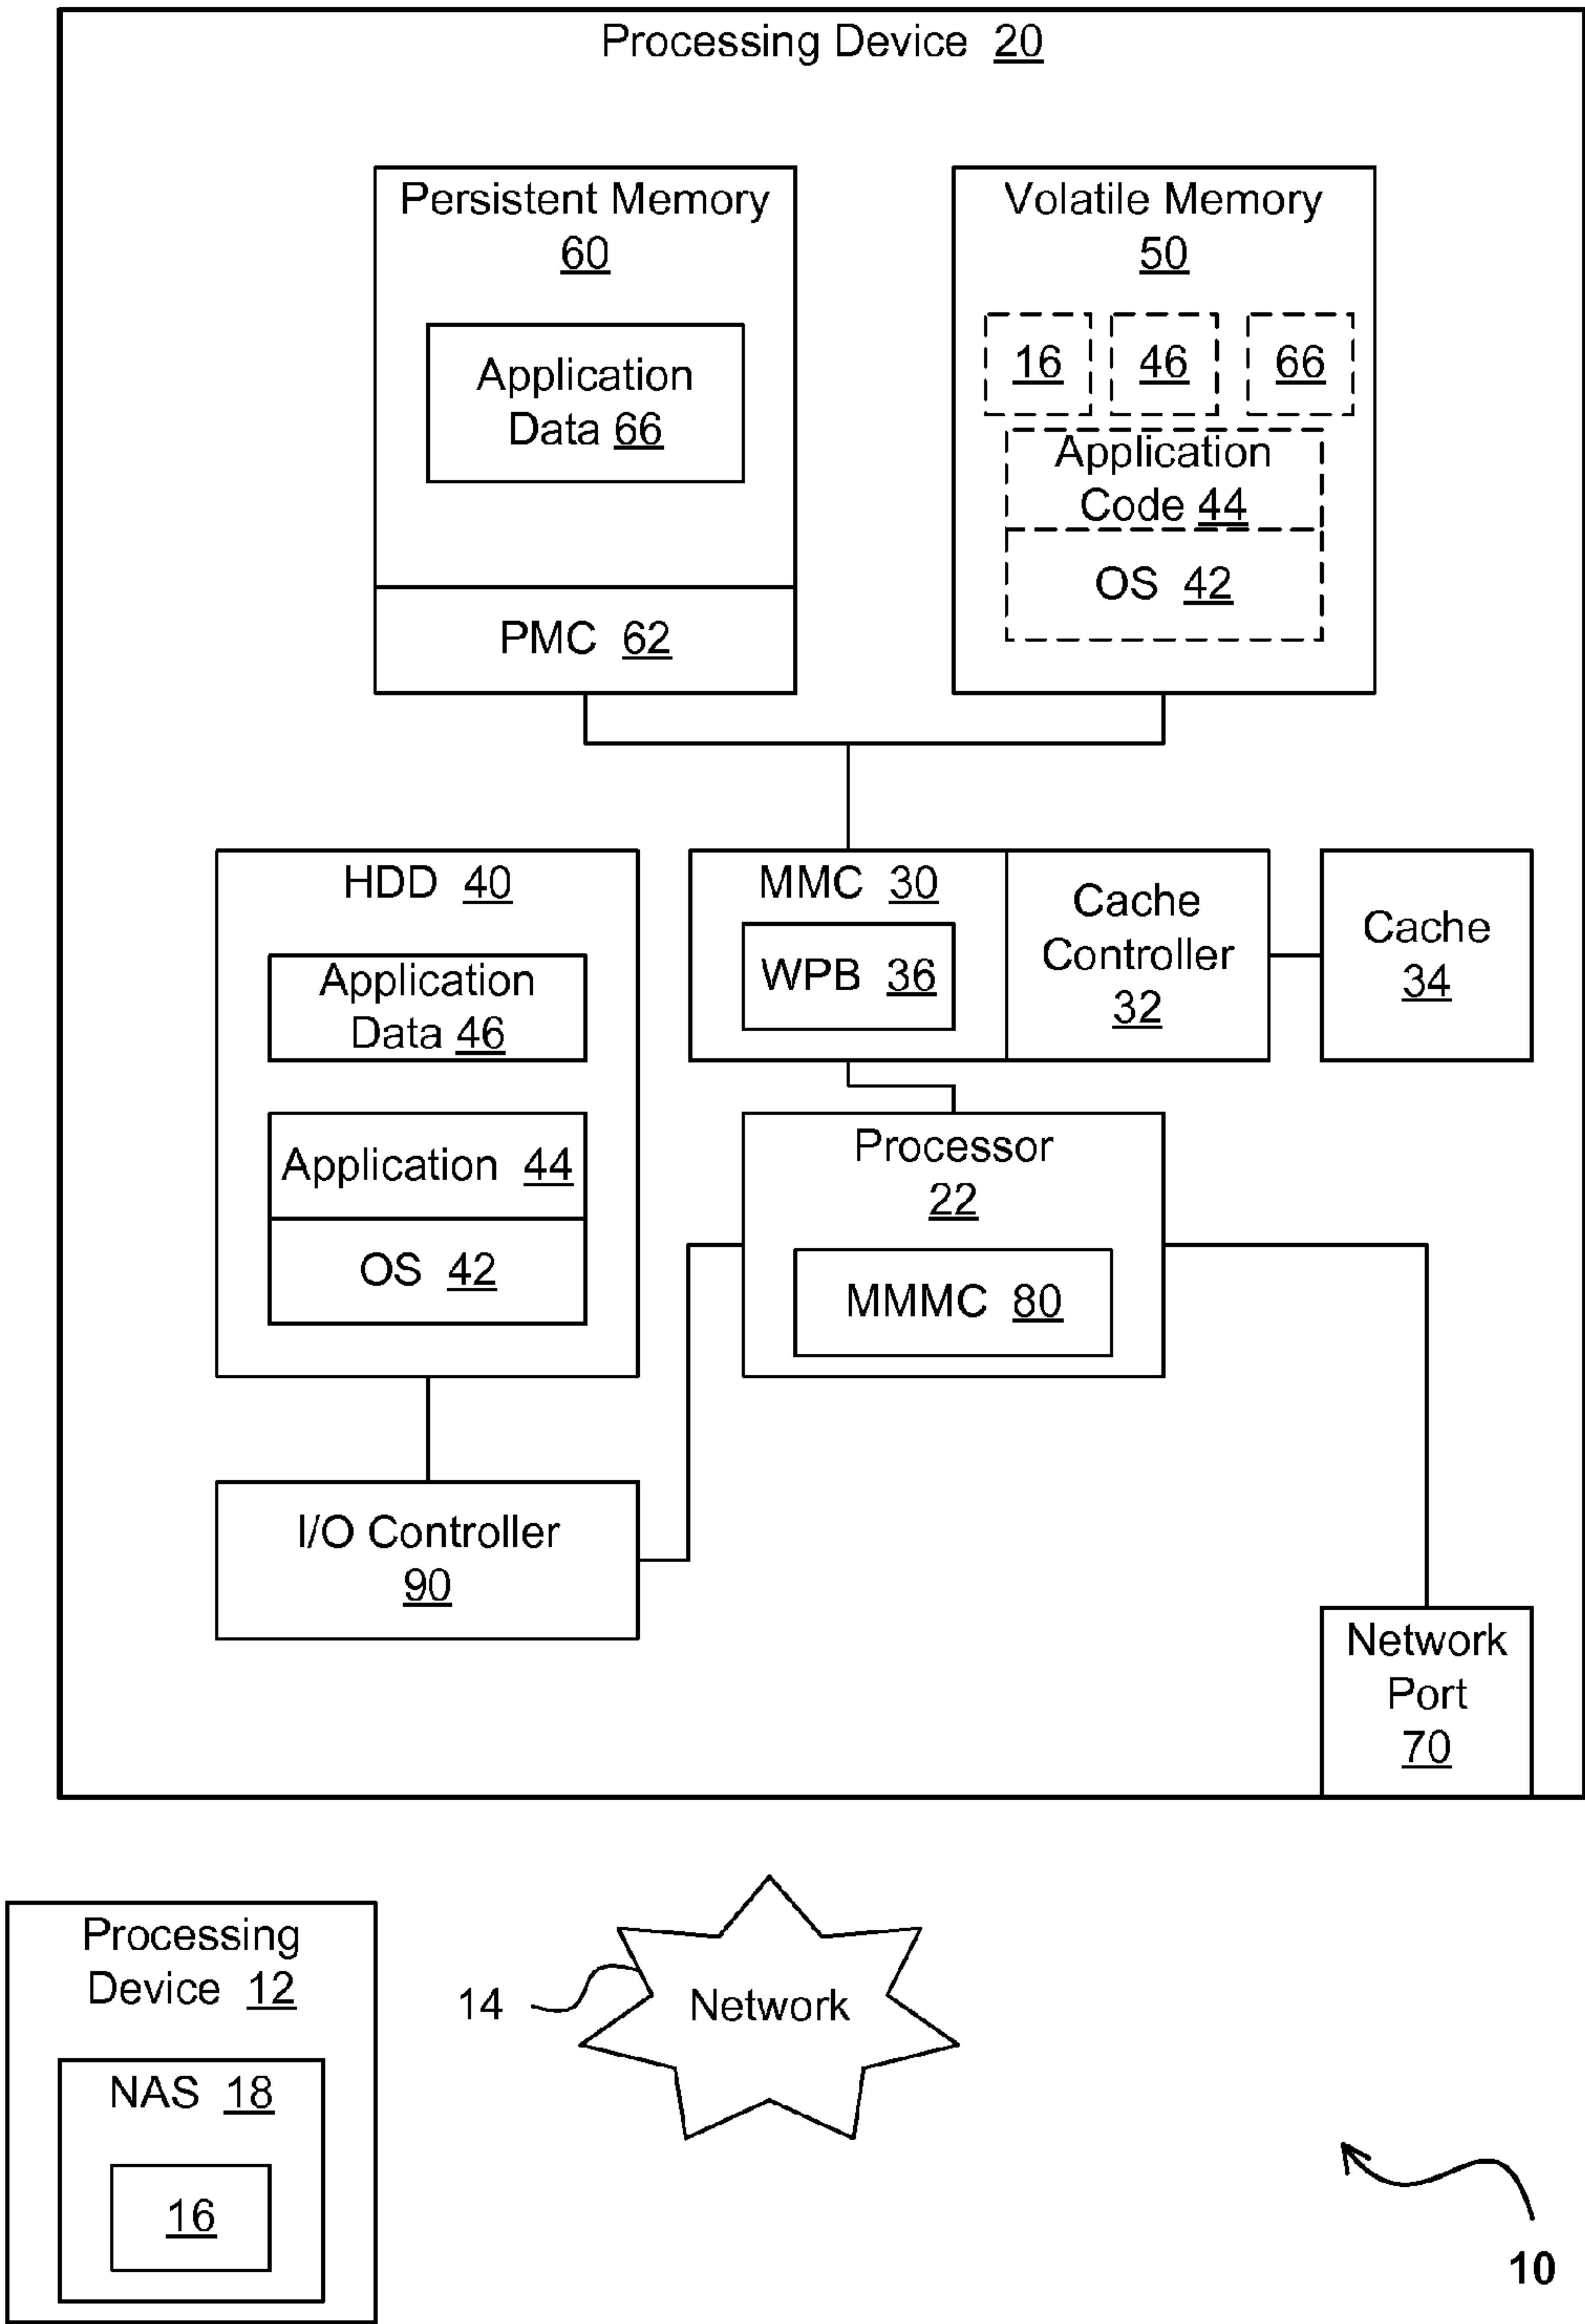 Processing Device 20
Persistent Memory
60
Application
Data 66
PMC 62
Volatile Memory
50
16 46 66
Application
Code 44
OS 42
HDD 40
Application
Data 46
Application 44
OS 42
MMC 30
WPB 36
Cache
Controller
32
Cache
34
Processor
22
MMMC 80
I/O Controller
90
Network
Port
70
Processing
Device 12
NAS 18
16
14
Network
10